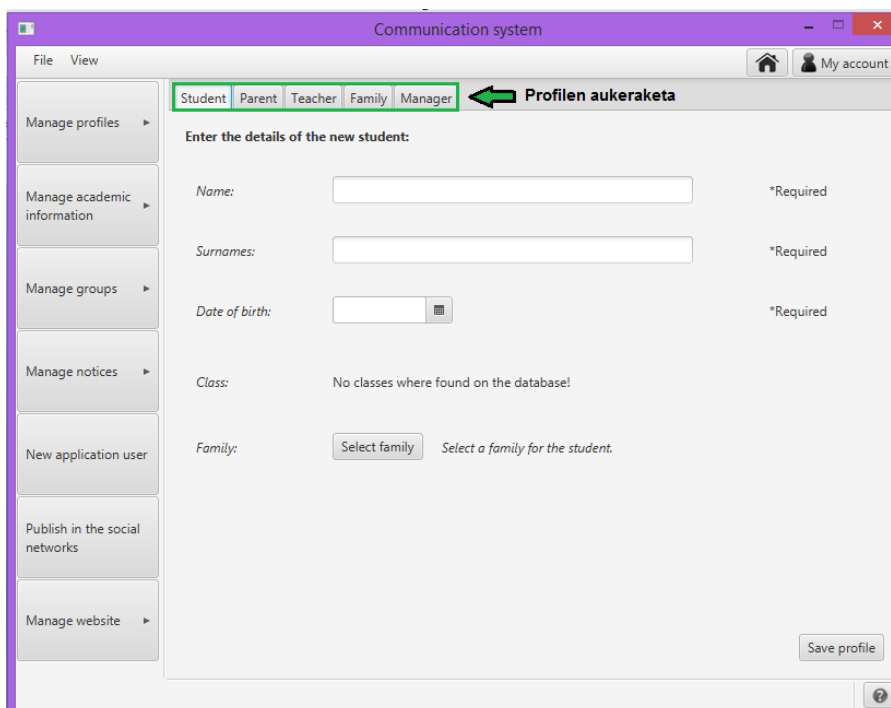 Communication system
File View
My account
Manage profiles
Manage academic
information
Manage groups
Manage notices
New application user
Publish in the social
networks
Manage website
Student Parent Teacher Family Manager
Profilen aukeraketa
Enter the details of the new student:
Name: *Required
Surnames: *Required
Date of birth: *Required
Class: No classes where found on the database!
Family: Select family Select a family for the student.
Save profile